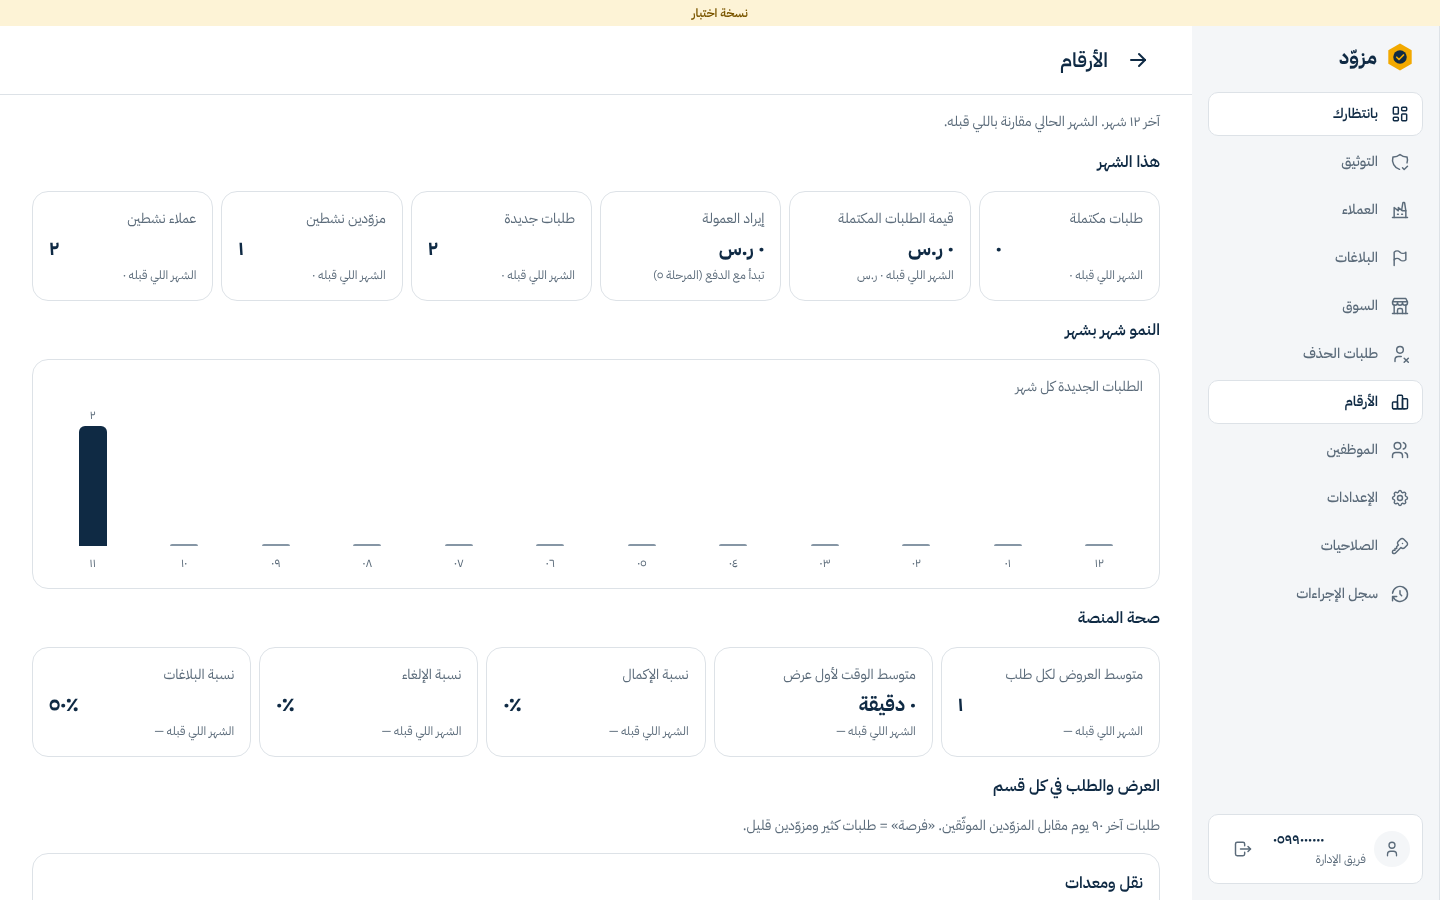 نسخة اختبار
مزوّد
بانتظارك
التوثيق
العملاء
البلاغات
السوق
طلبات الحذف
الأرقام
الموظفين
الإعدادات
الصلاحيات
سجل الإجراءات
٠٥٩٩٠٠٠٠٠٠
فريق الإدارة
الأرقام
آخر ١٢ شهر. الشهر الحالي مقارنة باللي قبله.
هذا الشهر
طلبات مكتملة
٠
الشهر اللي قبله ٠
قيمة الطلبات المكتملة
٠ ر.س
الشهر اللي قبله ٠ ر.س
إيراد العمولة
٠ ر.س
تبدأ مع الدفع (المرحلة ٥)
طلبات جديدة
٢
الشهر اللي قبله ٠
مزوّدين نشطين
١
الشهر اللي قبله ٠
عملاء نشطين
٢
الشهر اللي قبله ٠
النمو شهر بشهر
الطلبات الجديدة كل شهر
٢
١٢ ٠١ ٠٢ ٠٣ ٠٤ ٠٥ ٠٦ ٠٧ ٠٨ ٠٩ ١٠ ١١
صحة المنصة
متوسط العروض لكل طلب
١
الشهر اللي قبله —
متوسط الوقت لأول عرض
٠ دقيقة
الشهر اللي قبله —
نسبة الإكمال
٠٪
الشهر اللي قبله —
نسبة الإلغاء
٠٪
الشهر اللي قبله —
نسبة البلاغات
٥٠٪
الشهر اللي قبله —
العرض والطلب في كل قسم
طلبات آخر ٩٠ يوم مقابل المزوّدين الموثّقين. «فرصة» = طلبات كثير ومزوّدين قليل.
نقل ومعدات